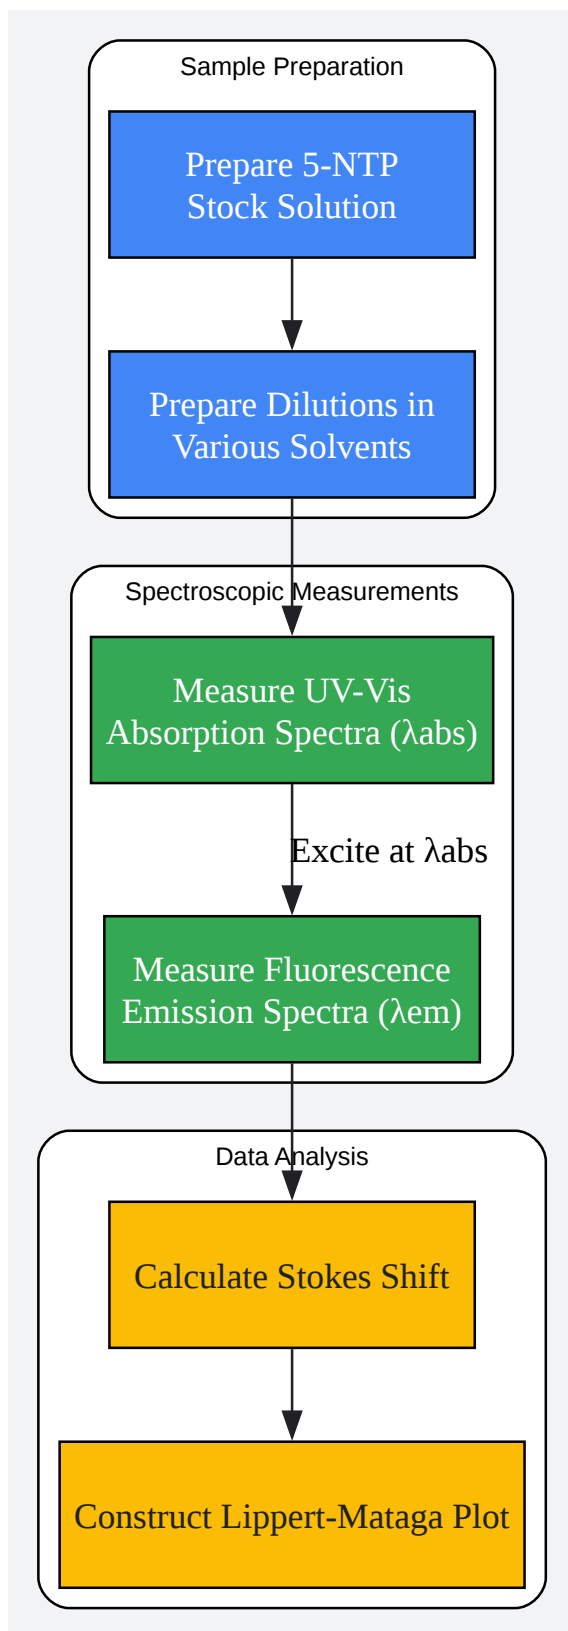 Sample Preparation
Prepare 5-NTP
Stock Solution
Prepare Dilutions in
Various Solvents
Spectroscopic Measurements
Measure UV-Vis
Absorption Spectra (λabs)
Excite at λabs
Measure Fluorescence
Emission Spectra (λem)
Data Analysis
Calculate Stokes Shift
Construct Lippert-Mataga Plot